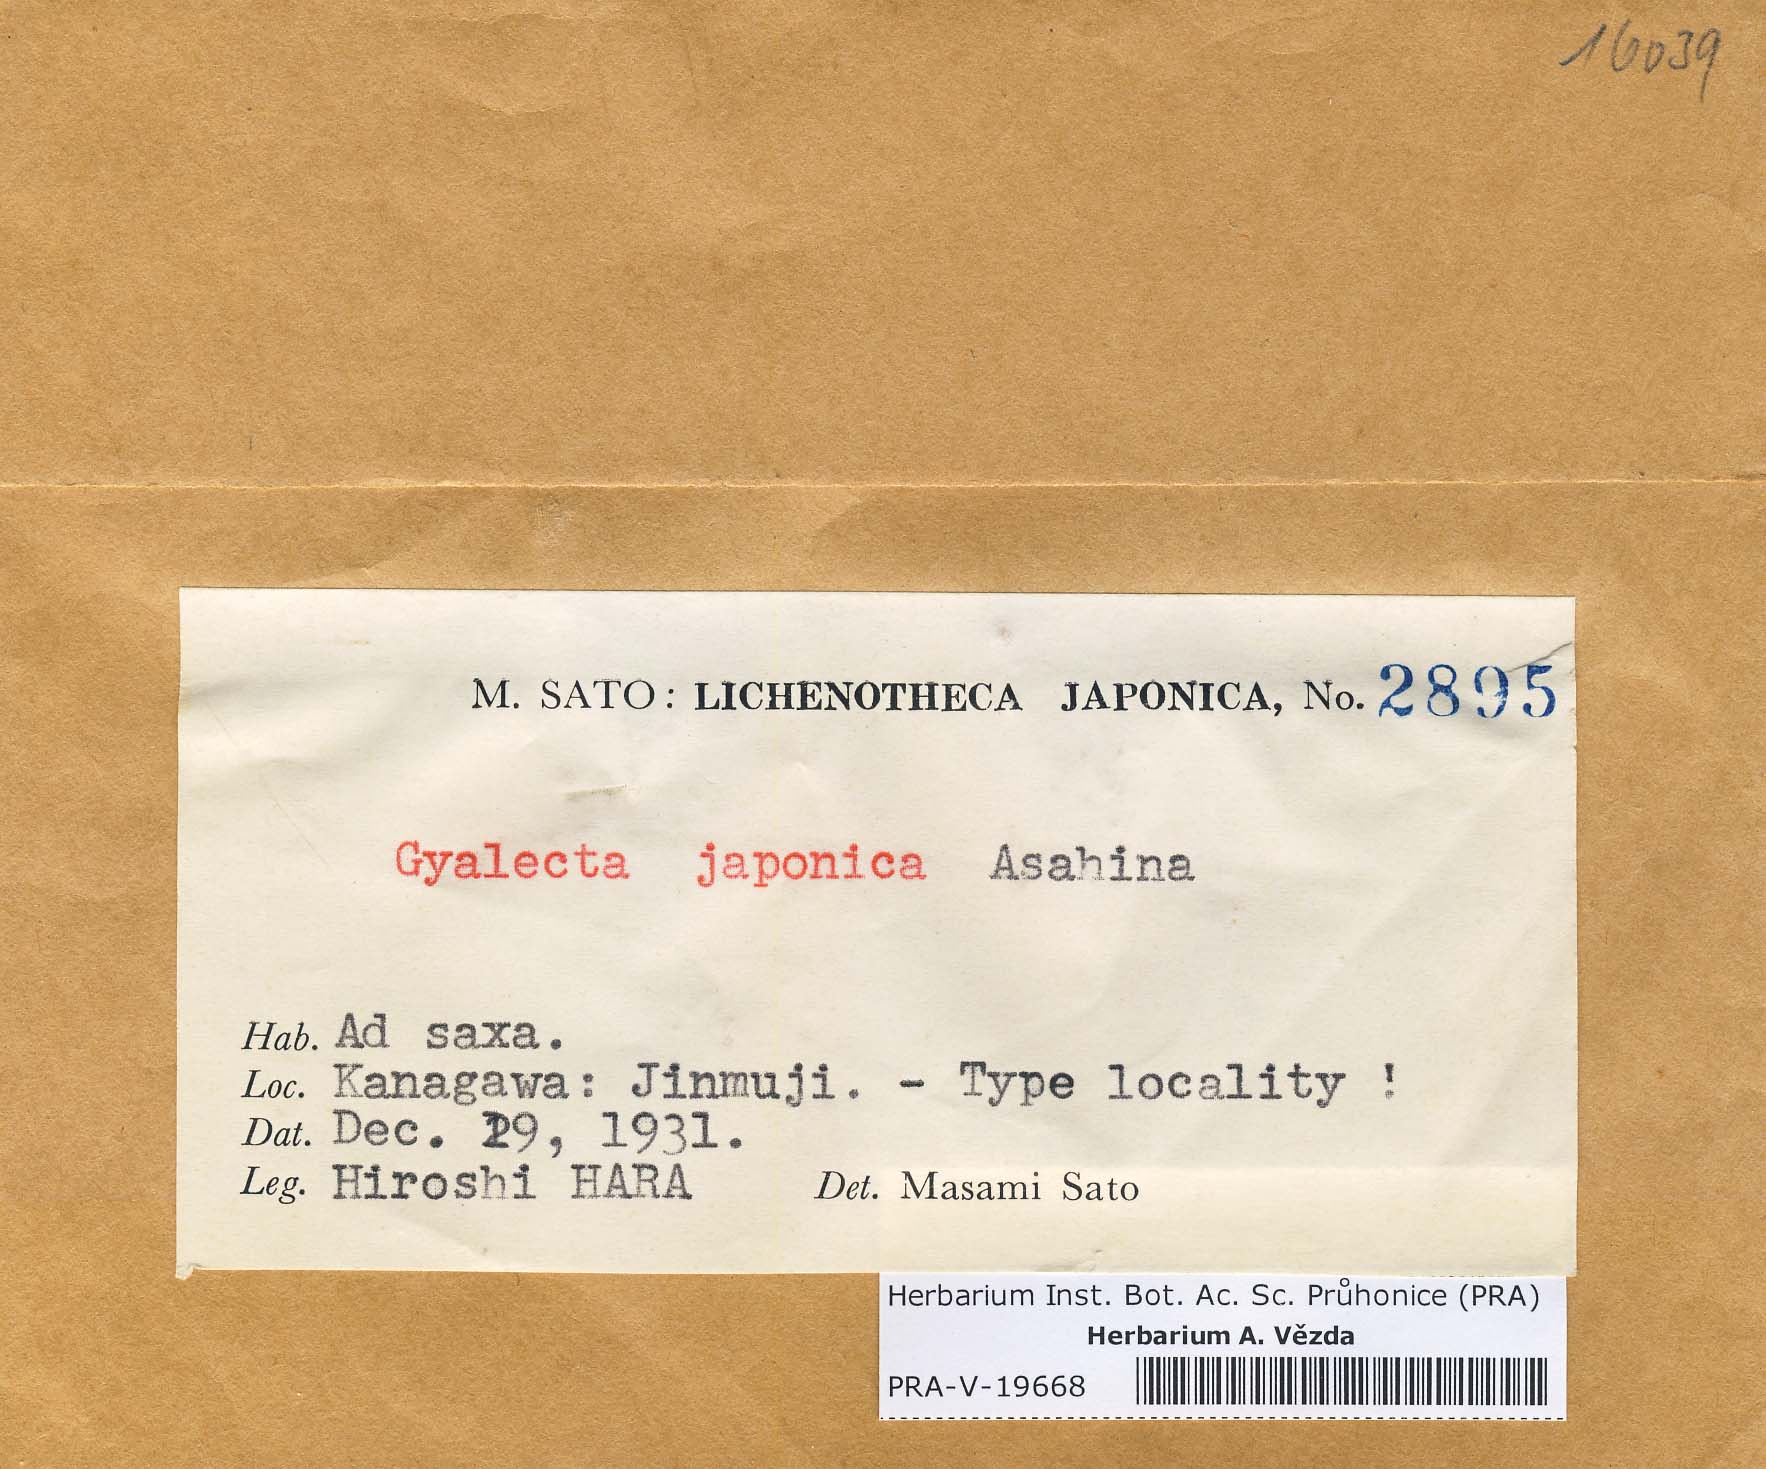 16039
M. SATO: LICHENOTHECA JAPONICA, No. 2895
Gyalecta japonica Asahina
Hab. Ad saxa.
Loc. Kanagawa: Jinmuji. - Type locality !
Dat. Dec. 29, 1931.
Leg. Hiroshi HARA Det. Masami Sato
Herbarium Inst. Bot. Ac. Sc. Průhonice (PRA)
Herbarium A. Vězda
PRA-V-19668